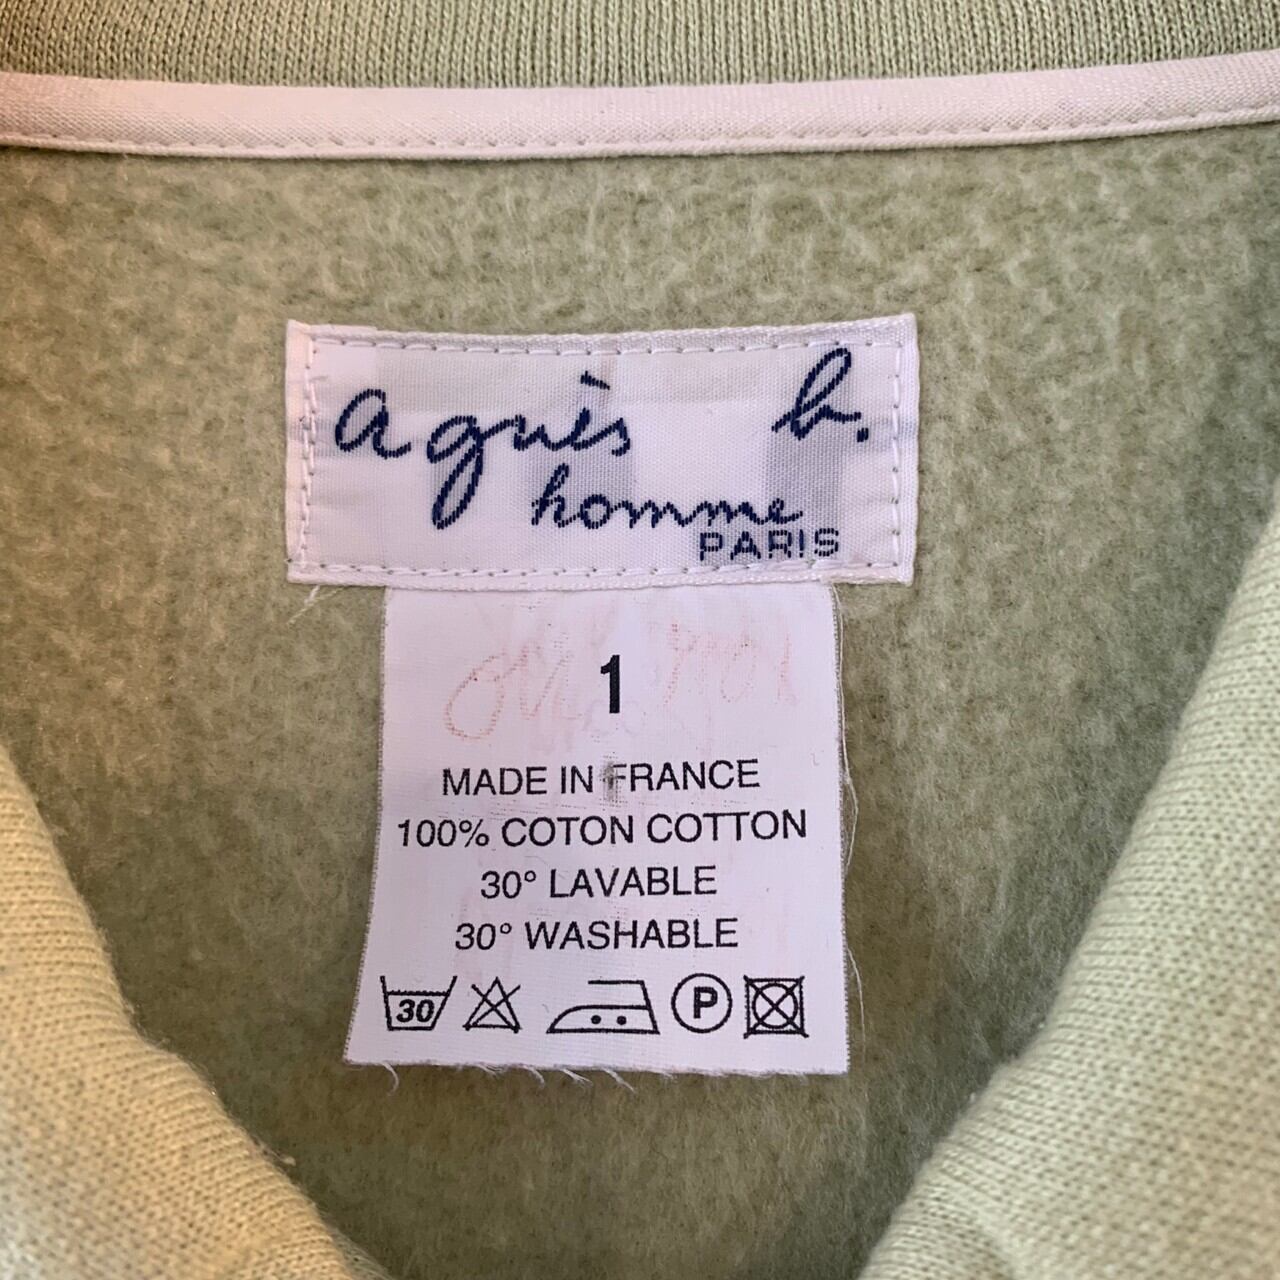 agnès b.
homme
PARIS
1
MADE IN FRANCE
100% COTON COTTON
30° LAVABLE
30° WASHABLE
30 P